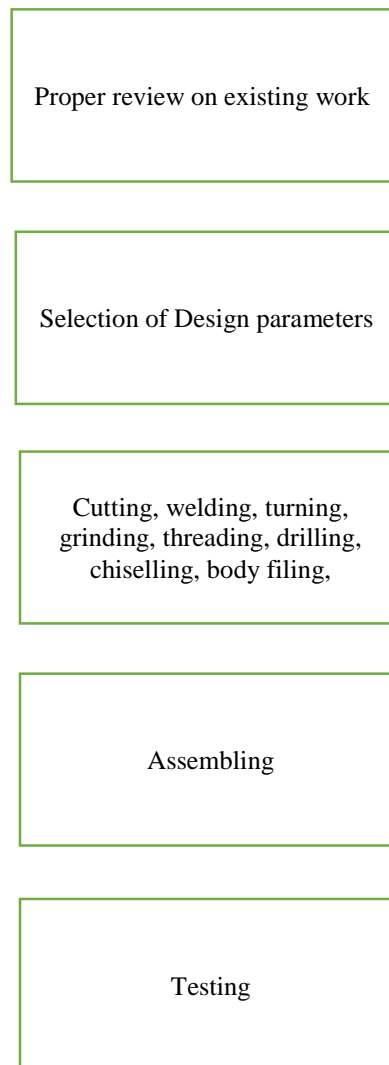 Proper review on existing work
Selection of Design parameters
Cutting, welding, turning,
grinding, threading, drilling,
chiselling, body filing,
Assembling
Testing